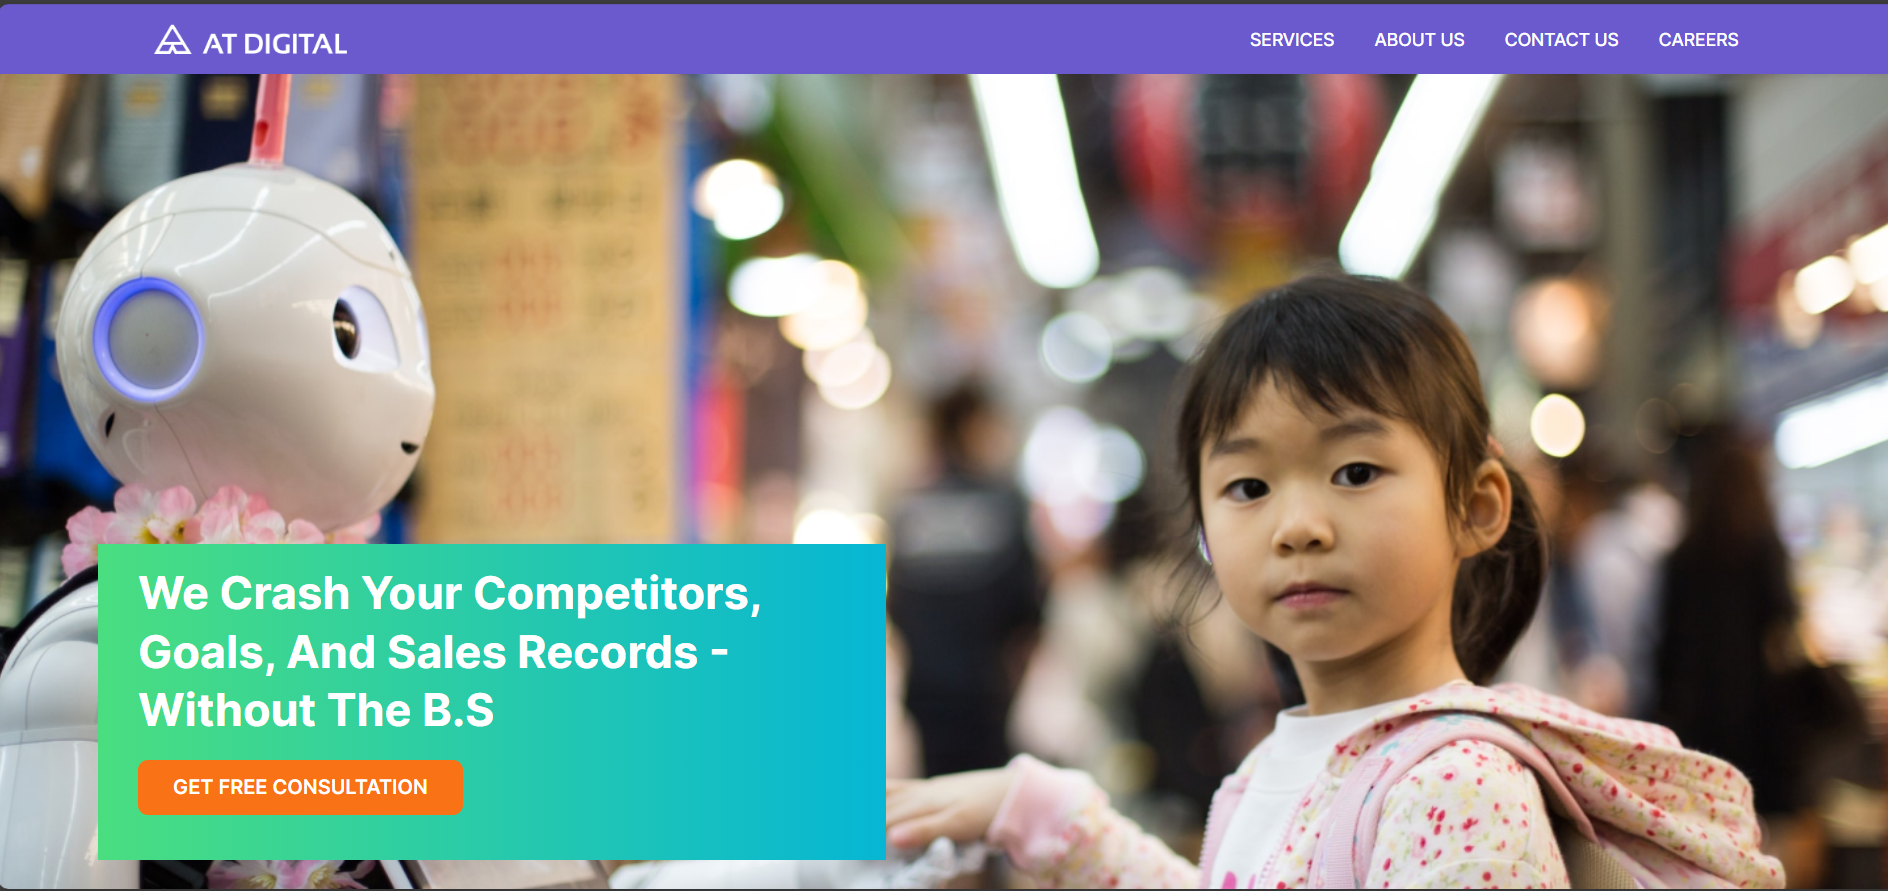 AT DIGITAL
SERVICES ABOUT US CONTACT US CAREERS
We Crash Your Competitors,
Goals, And Sales Records -
Without The B.S
GET FREE CONSULTATION